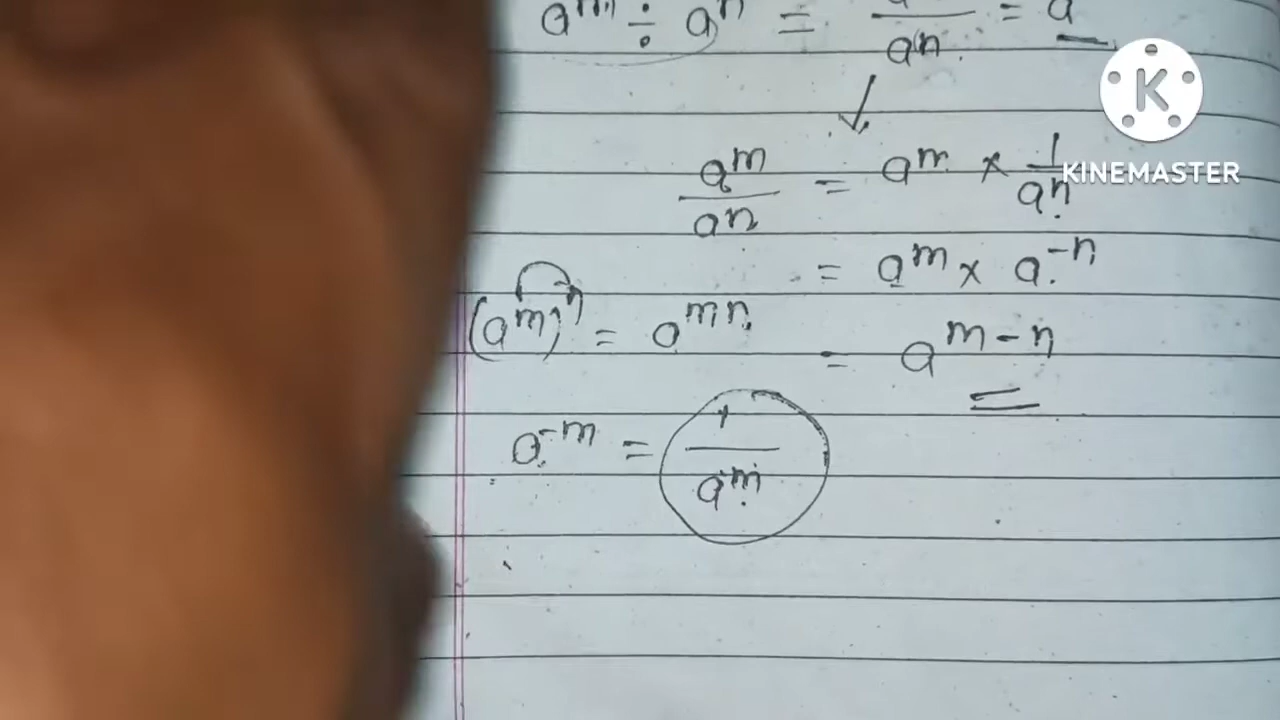 aᵐ ÷ aⁿ = a/aⁿ = a
K
KINEMASTER
aᵐ/aⁿ = aᵐ × 1/aⁿ
= aᵐ × a⁻ⁿ
(aᵐ)ⁿ = aᵐⁿ
= aᵐ⁻ⁿ
a⁻ᵐ = 1/aᵐ